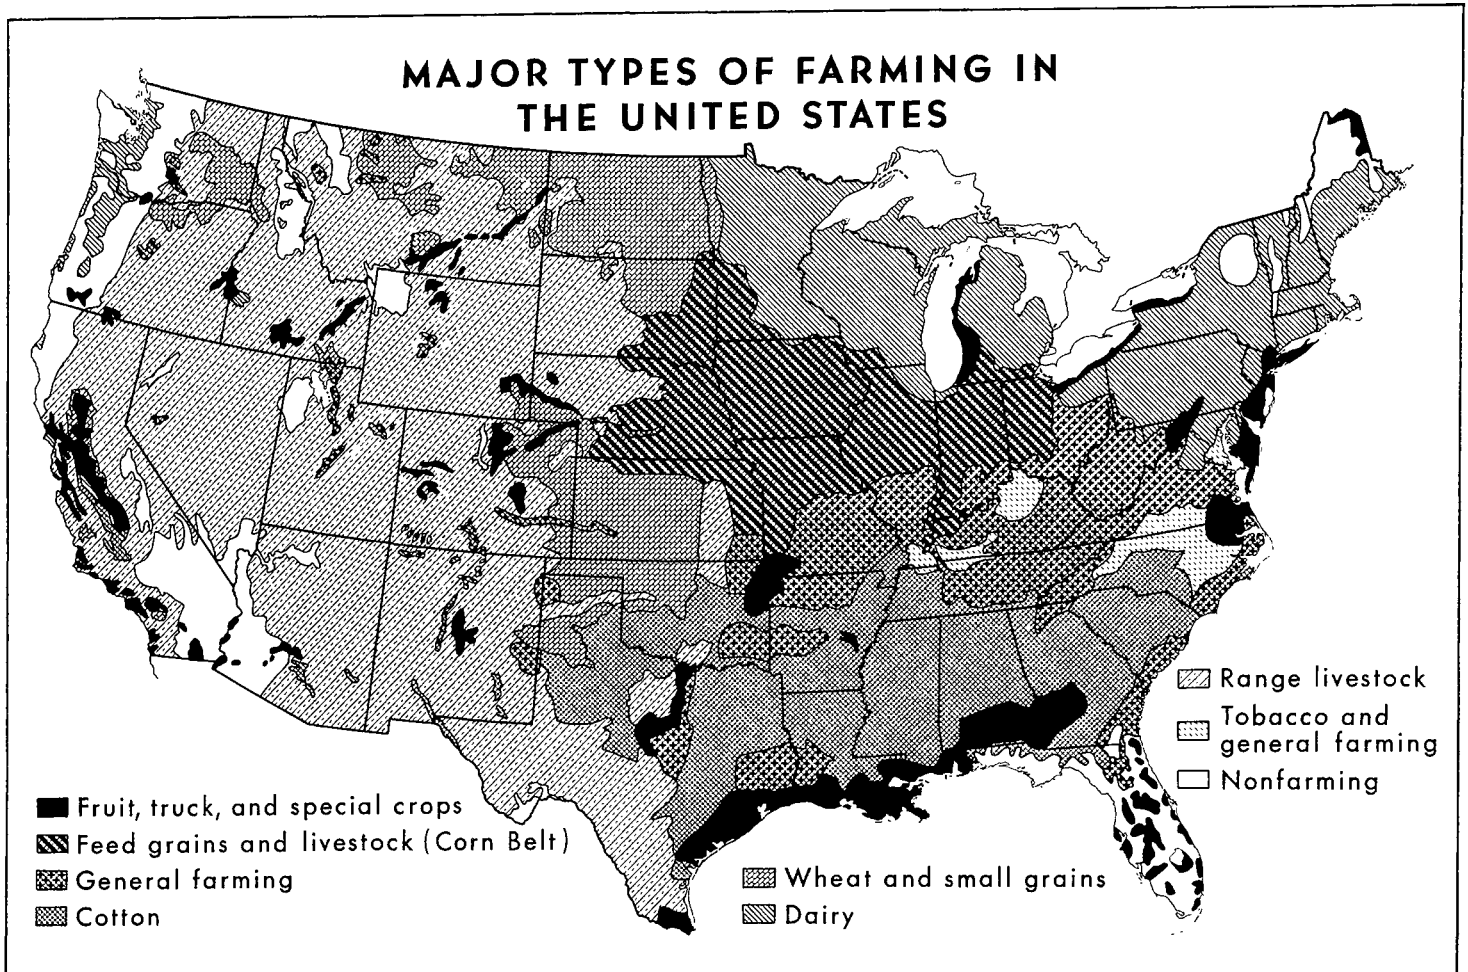 MAJOR TYPES OF FARMING IN
THE UNITED STATES
Range livestock
Tobacco and
general farming
Nonfarming
Fruit, truck, and special crops
Feed grains and livestock (Corn Belt)
General farming
Cotton
Wheat and small grains
Dairy